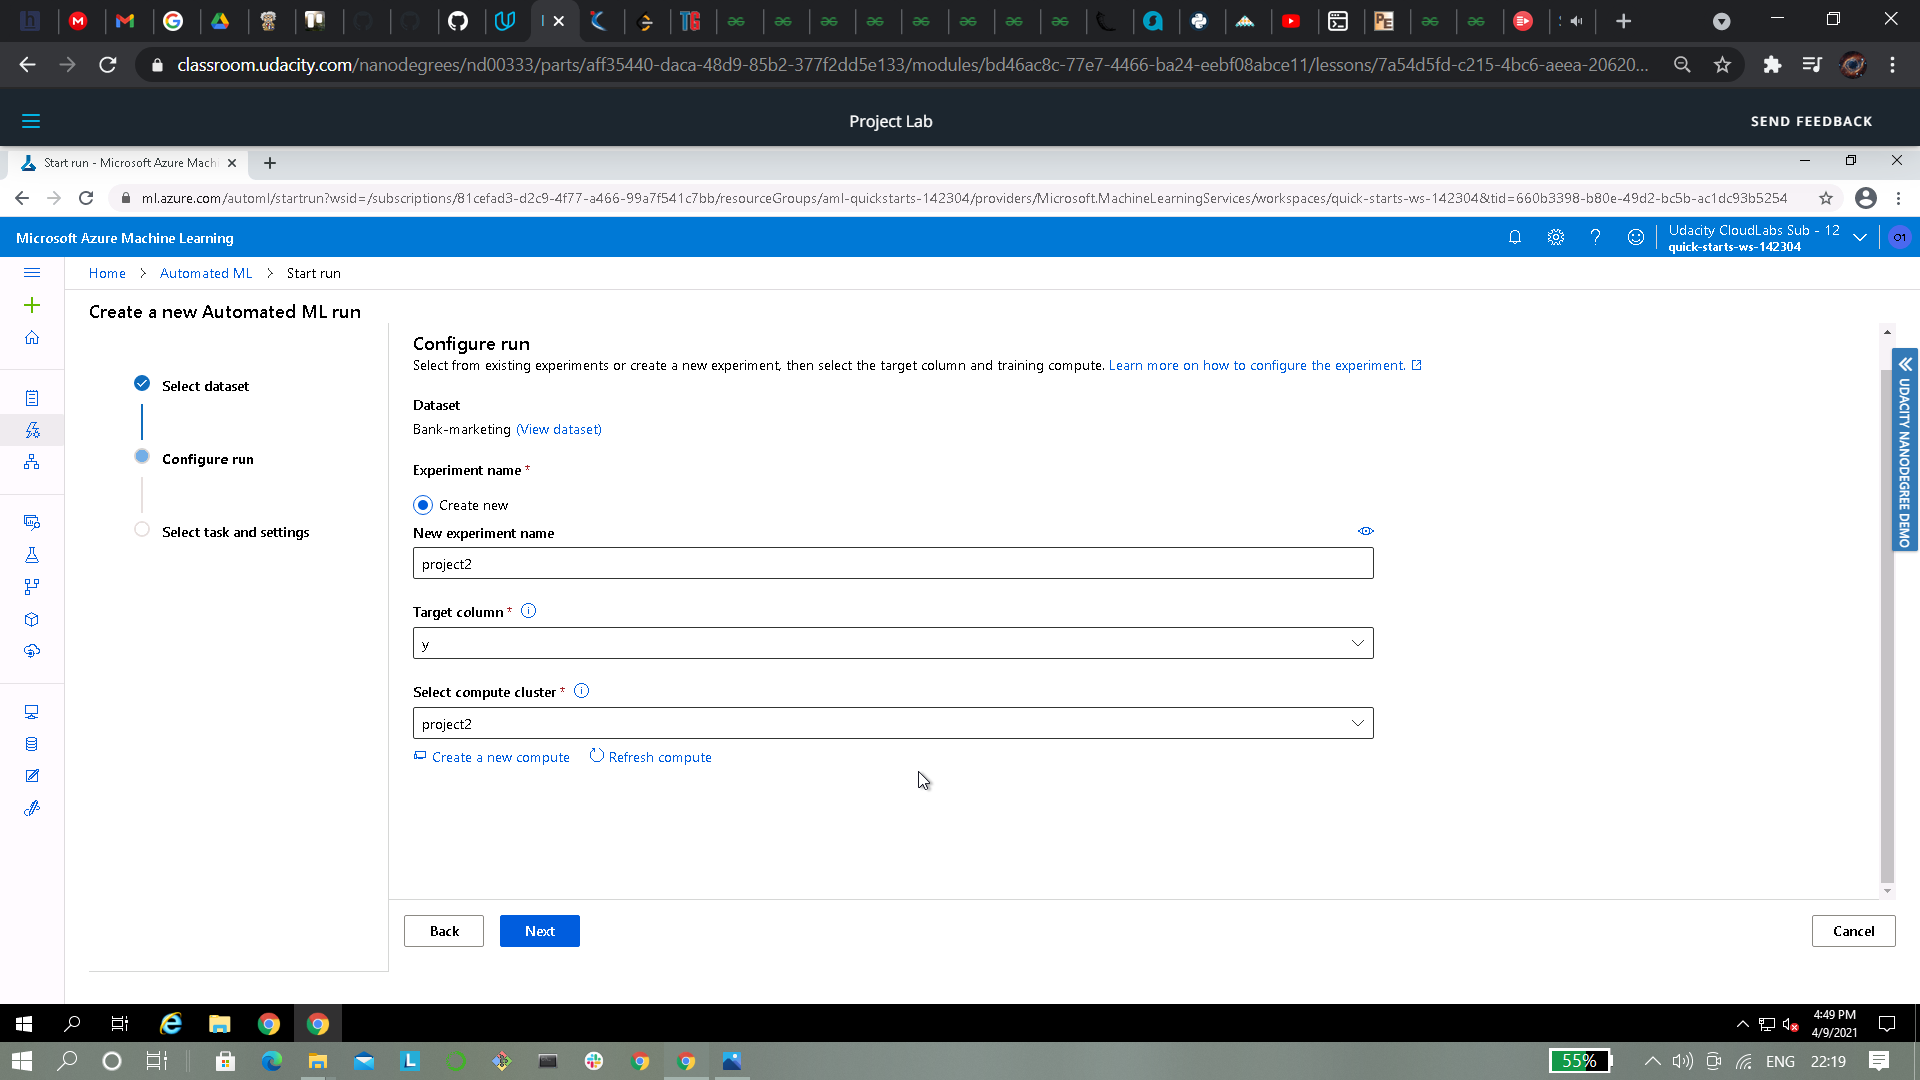 classroom.udacity.com/nanodegrees/nd00333/parts/aff35440-daca-48d9-85b2-377f2dd5e133/modules/bd46ac8c-77e7-4466-ba24-eebf08abce11/lessons/7a54d5fd-c215-4bc6-aeea-20620...
Project Lab
SEND FEEDBACK
Start run - Microsoft Azure Mach
ml.azure.com/automl/startrun?wsid=/subscriptions/81cefad3-d2c9-4f77-a466-99a7f541c7bb/resourceGroups/aml-quickstarts-142304/providers/Microsoft.MachineLearningServices/workspaces/quick-starts-ws-142304&tid=660b3398-b80e-49d2-bc5b-ac1dc93b5254
Microsoft Azure Machine Learning
Udacity CloudLabs Sub - 12
quick-starts-ws-142304
O1
Home > Automated ML > Start run
Create a new Automated ML run
Select dataset
Configure run
Select task and settings
Configure run
Select from existing experiments or create a new experiment, then select the target column and training compute. Learn more on how to configure the experiment.
Dataset
Bank-marketing (View dataset)
Experiment name *
Create new
New experiment name
project2
Target column *
y
Select compute cluster *
project2
Create a new compute
Refresh compute
UDACITY NANODEGREE DEMO
Back
Next
Cancel
4:49 PM
4/9/2021
55%
ENG
22:19